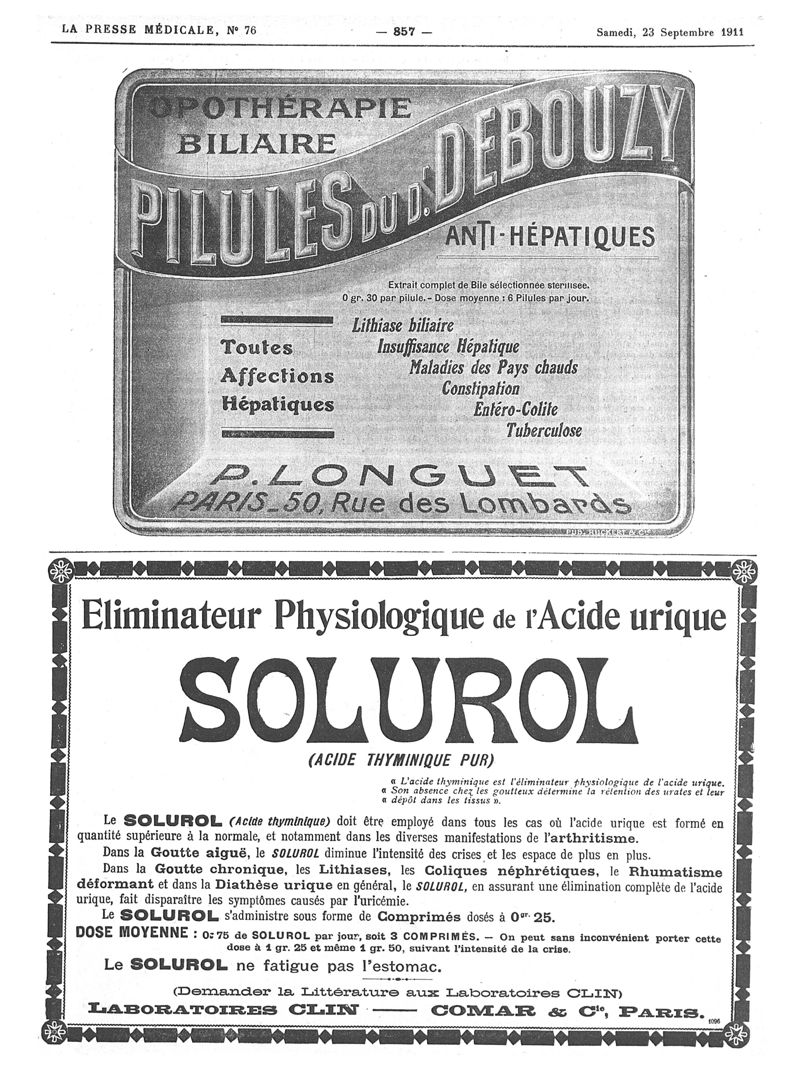 LA PRESSE MÉDICALE, N° 76
— 857 —
Samedi, 23 Septembre 1911
OPOTHÉRAPIE
BILIAIRE
PILULES DU Dr DEBOUZY
ANTI-HÉPATIQUES
Extrait complet de Bile sélectionnée stérilisée.
0 gr. 30 par pilule. - Dose moyenne : 6 Pilules par jour.
Toutes
Affections
Hépatiques
Lithiase biliaire
Insuffisance Hépatique
Maladies des Pays chauds
Constipation
Entéro-Colite
Tuberculose
P. LONGUET
PARIS_50, Rue des Lombards
PUB. RUCKERT & Cie
Eliminateur Physiologique de l'Acide urique
SOLUROL
(ACIDE THYMINIQUE PUR)
« L'acide thyminique est l'éliminateur physiologique de l'acide urique.
« Son absence chez les goutteux détermine la rétention des urates et leur
« dépôt dans les tissus ».
Le SOLUROL (Acide thyminique) doit être employé dans tous les cas où l'acide urique est formé en
quantité supérieure à la normale, et notamment dans les diverses manifestations de l'arthritisme.
Dans la Goutte aiguë, le SOLUROL diminue l'intensité des crises et les espace de plus en plus.
Dans la Goutte chronique, les Lithiases, les Coliques néphrétiques, le Rhumatisme
déformant et dans la Diathèse urique en général, le SOLUROL, en assurant une élimination complète de l'acide
urique, fait disparaître les symptômes causés par l'uricémie.
Le SOLUROL s'administre sous forme de Comprimés dosés à 0gr. 25.
DOSE MOYENNE : 0gr 75 de SOLUROL par jour, soit 3 COMPRIMÉS. — On peut sans inconvénient porter cette
dose à 1 gr. 25 et même 1 gr. 50, suivant l'intensité de la crise.
Le SOLUROL ne fatigue pas l'estomac.
(Demander la Littérature aux Laboratoires CLIN)
LABORATOIRES CLIN — COMAR & Cie, PARIS.
1096